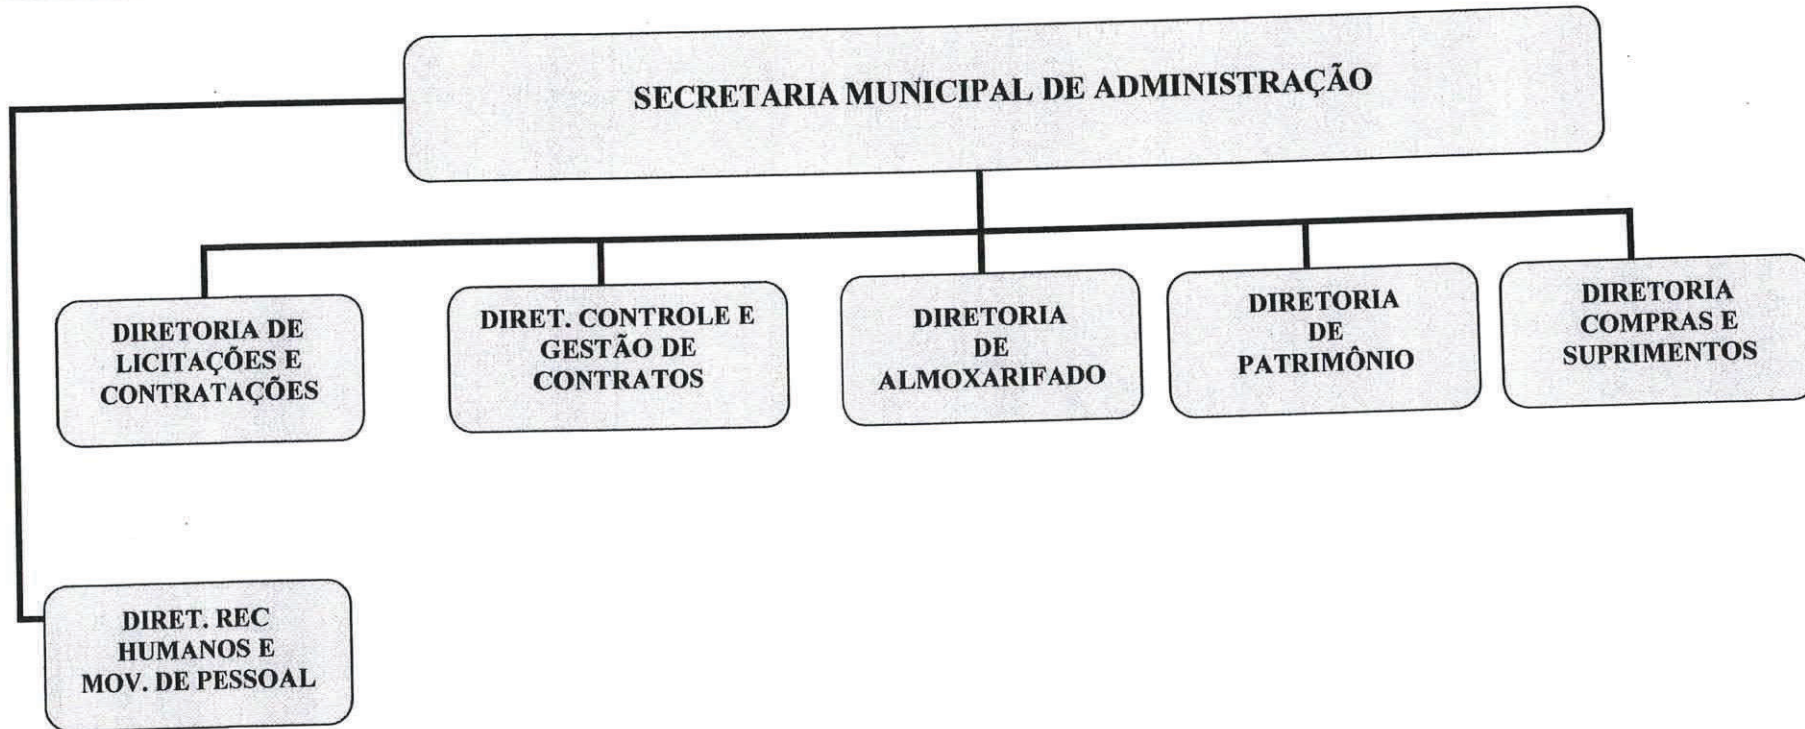 SECRETARIA MUNICIPAL DE ADMINISTRAÇÃO
DIRETORIA DE
LICITAÇÕES E
CONTRATAÇÕES
DIRET. CONTROLE E
GESTÃO DE
CONTRATOS
DIRETORIA
DE
ALMOXARIFADO
DIRETORIA
DE
PATRIMÔNIO
DIRETORIA
COMPRAS E
SUPRIMENTOS
DIRET. REC
HUMANOS E
MOV. DE PESSOAL